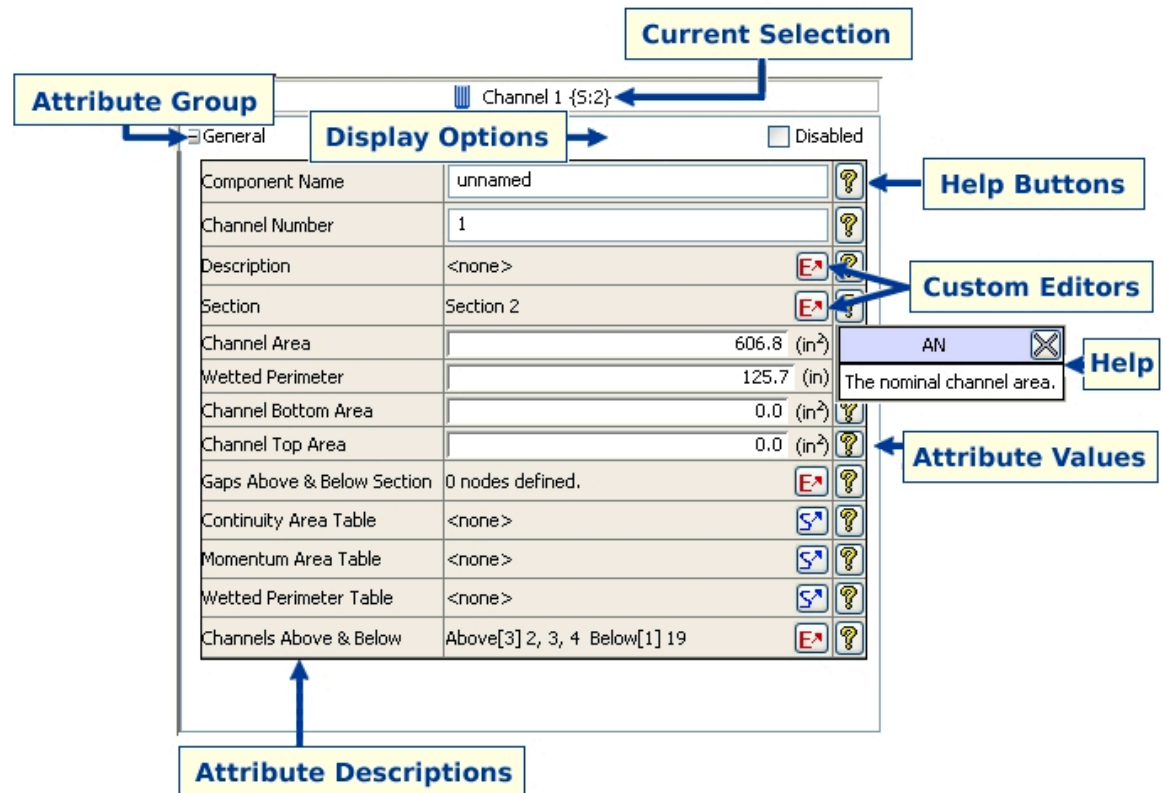 Current Selection
Attribute Group
Channel 1 {S:2}
General
Display Options
Disabled
Component Name unnamed
Help Buttons
Channel Number 1
Description <none> E
Custom Editors
Section Section 2 E
Channel Area 606.8 (in²)
AN
Help
Wetted Perimeter 125.7 (in)
The nominal channel area.
Channel Bottom Area 0.0 (in²) ?
Channel Top Area 0.0 (in²) ?
Attribute Values
Gaps Above & Below Section 0 nodes defined. E ?
Continuity Area Table <none> S ?
Momentum Area Table <none> S ?
Wetted Perimeter Table <none> S ?
Channels Above & Below Above[3] 2, 3, 4 Below[1] 19 E ?
Attribute Descriptions